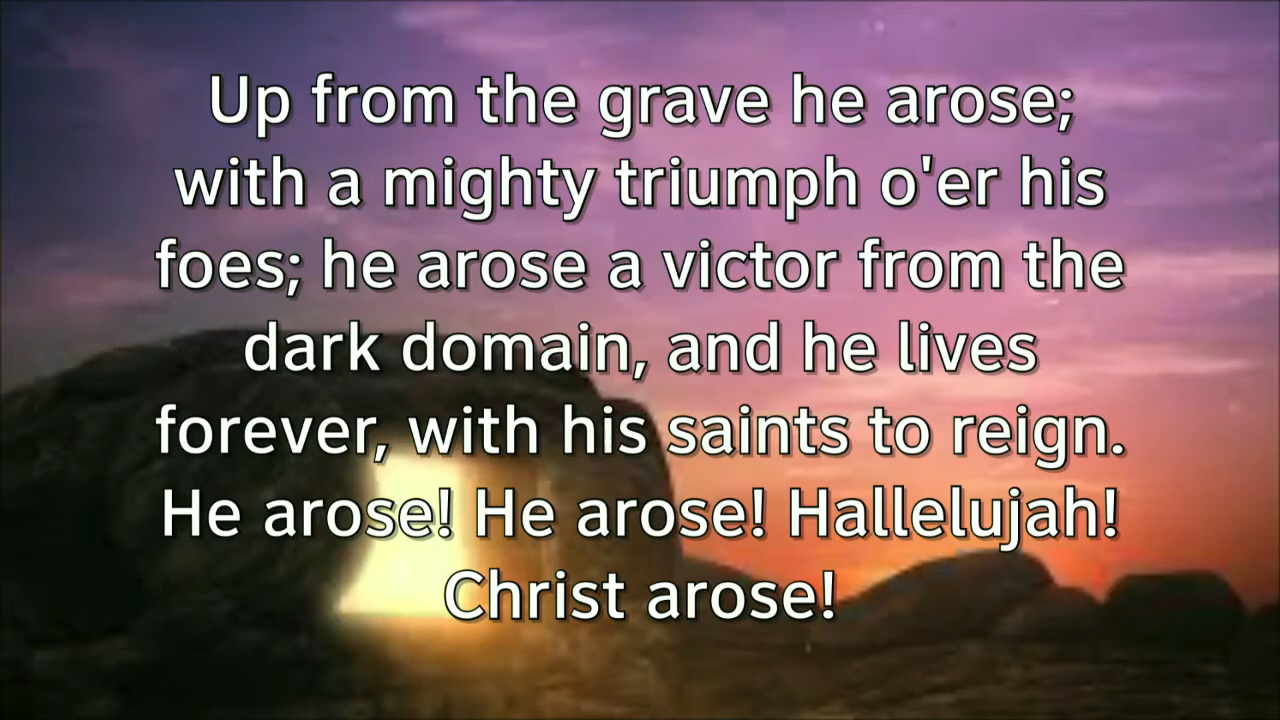 Up from the grave he arose;
with a mighty triumph o'er his
foes; he arose a victor from the
dark domain, and he lives
forever, with his saints to reign.
He arose! He arose! Hallelujah!
Christ arose!